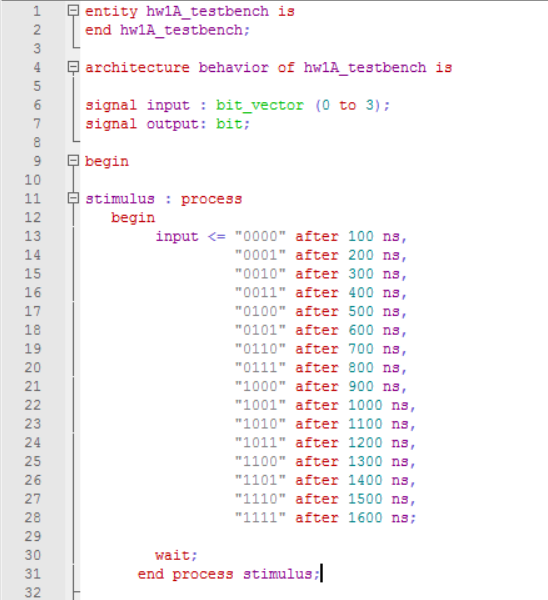 1 entity hw1A_testbench is
2 end hw1A_testbench;
3
4 architecture behavior of hw1A_testbench is
5
6 signal input : bit_vector (0 to 3);
7 signal output: bit;
8
9 begin
10
11 stimulus : process
12 begin
13 input <= "0000" after 100 ns,
14 "0001" after 200 ns,
15 "0010" after 300 ns,
16 "0011" after 400 ns,
17 "0100" after 500 ns,
18 "0101" after 600 ns,
19 "0110" after 700 ns,
20 "0111" after 800 ns,
21 "1000" after 900 ns,
22 "1001" after 1000 ns,
23 "1010" after 1100 ns,
24 "1011" after 1200 ns,
25 "1100" after 1300 ns,
26 "1101" after 1400 ns,
27 "1110" after 1500 ns,
28 "1111" after 1600 ns;
29
30 wait;
31 end process stimulus;
32